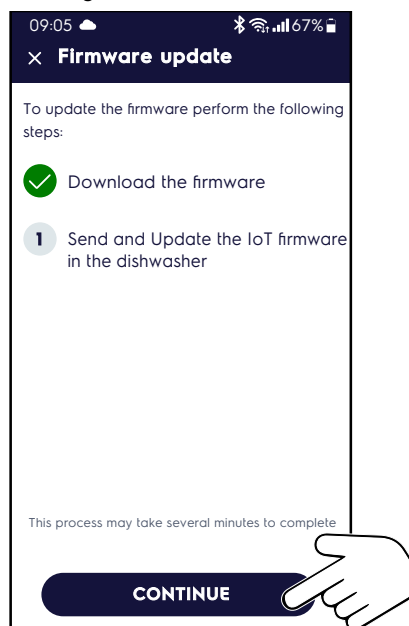 09:05 67%
× Firmware update
To update the firmware perform the following
steps:
Download the firmware
1 Send and Update the IoT firmware
in the dishwasher
This process may take several minutes to complete
CONTINUE